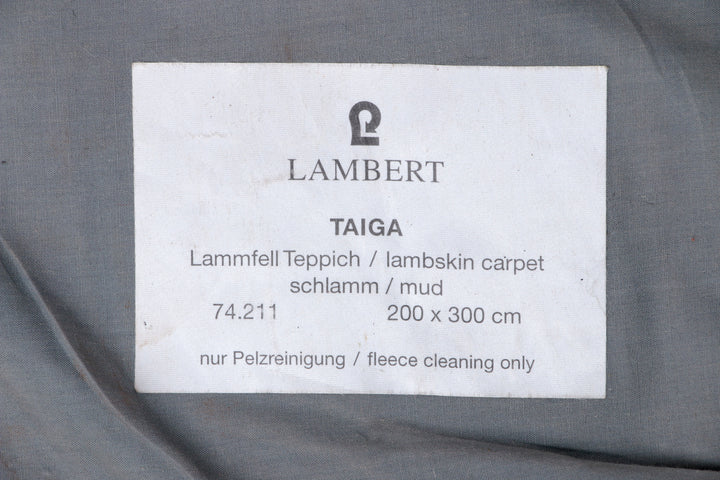 LAMBERT
TAIGA
Lammfell Teppich / lambskin carpet
schlamm / mud
74.211 200 x 300 cm
nur Pelzreinigung / fleece cleaning only